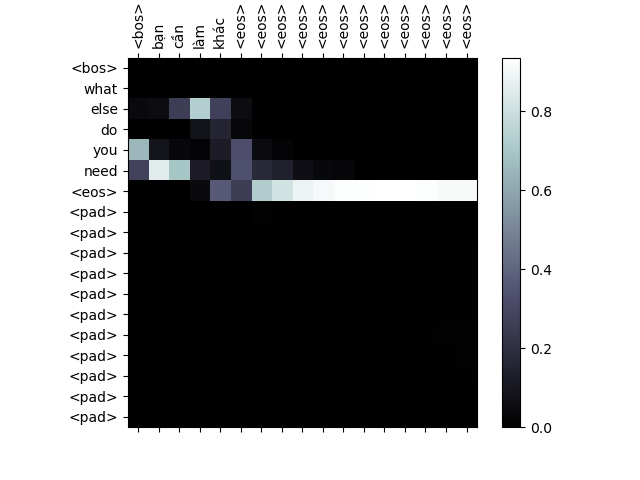 <bos> bạn cần làm khác <eos> <eos> <eos> <eos> <eos> <eos> <eos> <eos> <eos> <eos> <eos> <eos>
<bos>
what
else
do
you
need
<eos>
<pad>
<pad>
<pad>
<pad>
<pad>
<pad>
<pad>
<pad>
<pad>
<pad>
<pad>
0.8
0.6
0.4
0.2
0.0